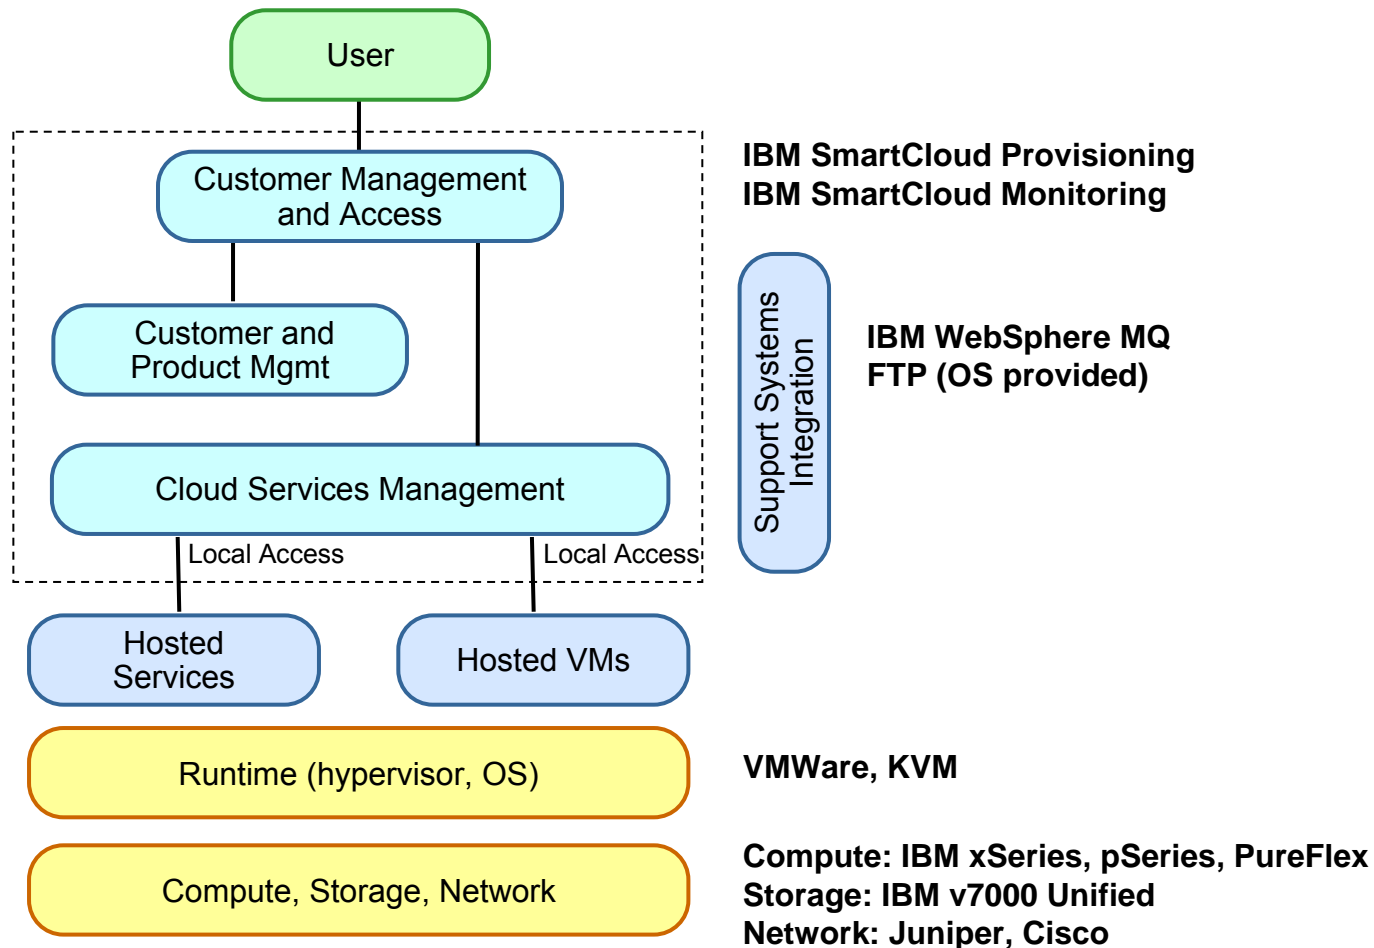 User
Customer Management
and Access
IBM SmartCloud Provisioning
IBM SmartCloud Monitoring
Customer and
Product Mgmt
Support Systems
Integration
IBM WebSphere MQ
FTP (OS provided)
Cloud Services Management
Local Access
Local Access
Hosted
Services
Hosted VMs
Runtime (hypervisor, OS)
VMWare, KVM
Compute, Storage, Network
Compute: IBM xSeries, pSeries, PureFlex
Storage: IBM v7000 Unified
Network: Juniper, Cisco